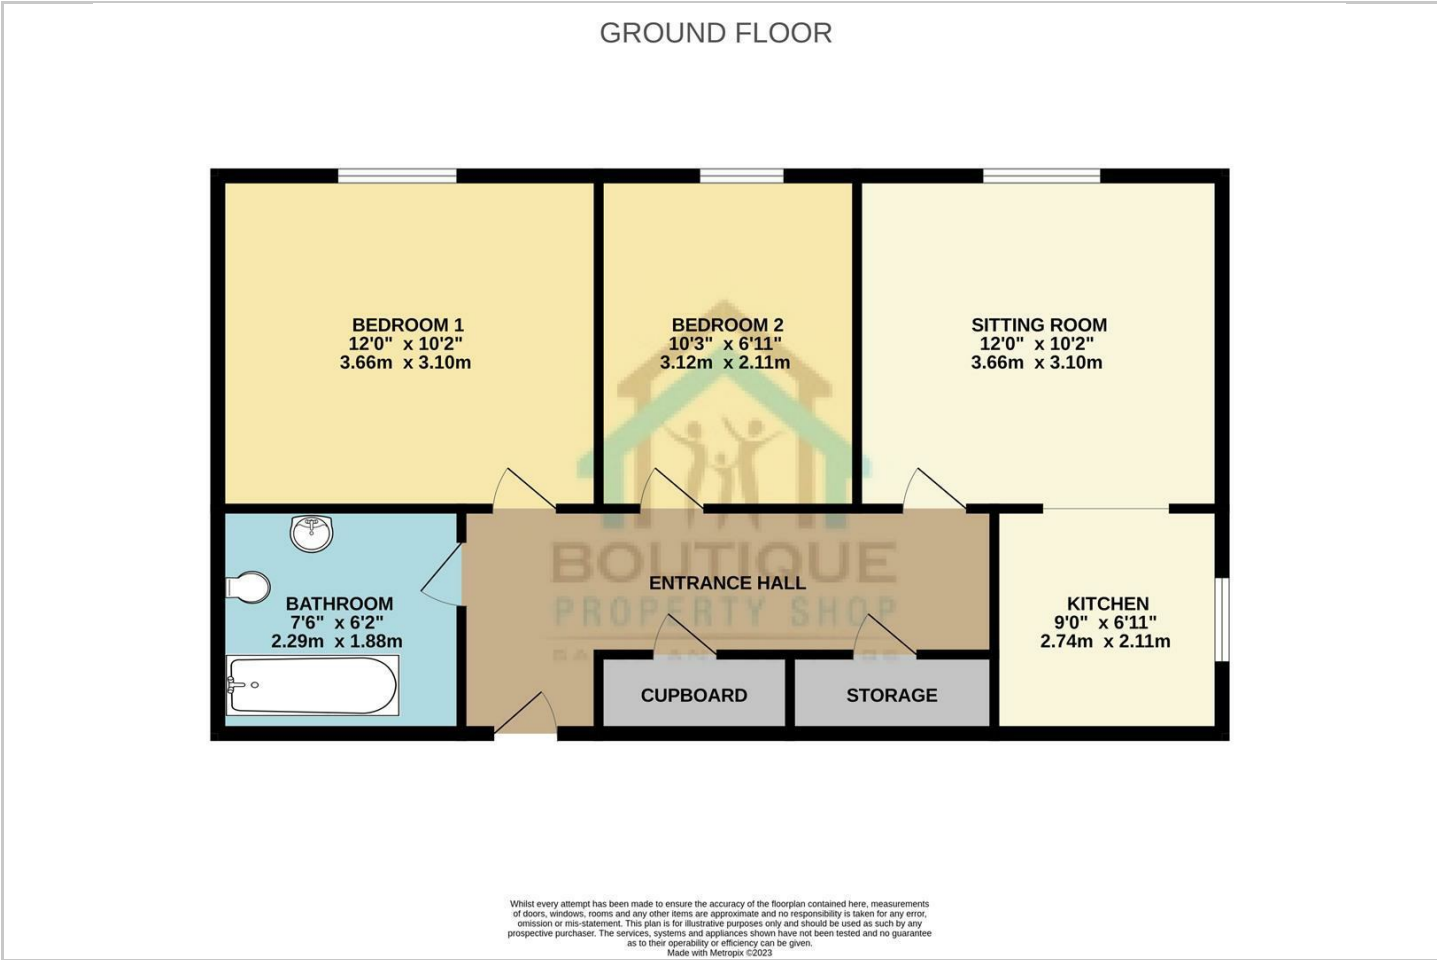 GROUND FLOOR
BEDROOM 1
12'0" x 10'2"
3.66m x 3.10m
BEDROOM 2
10'3" x 6'11"
3.12m x 2.11m
SITTING ROOM
12'0" x 10'2"
3.66m x 3.10m
BOUTIQUE
PROPERTY SHOP
ENTRANCE HALL
BATHROOM
7'6" x 6'2"
2.29m x 1.88m
KITCHEN
9'0" x 6'11"
2.74m x 2.11m
CUPBOARD
STORAGE
Whilst every attempt has been made to ensure the accuracy of the floorplan contained here, measurements
of doors, windows, rooms and any other items are approximate and no responsibility is taken for any error,
omission or mis-statement. This plan is for illustrative purposes only and should be used as such by any
prospective purchaser. The services, systems and appliances shown have not been tested and no guarantee
as to their operability or efficiency can be given.
Made with Metropix ©2023